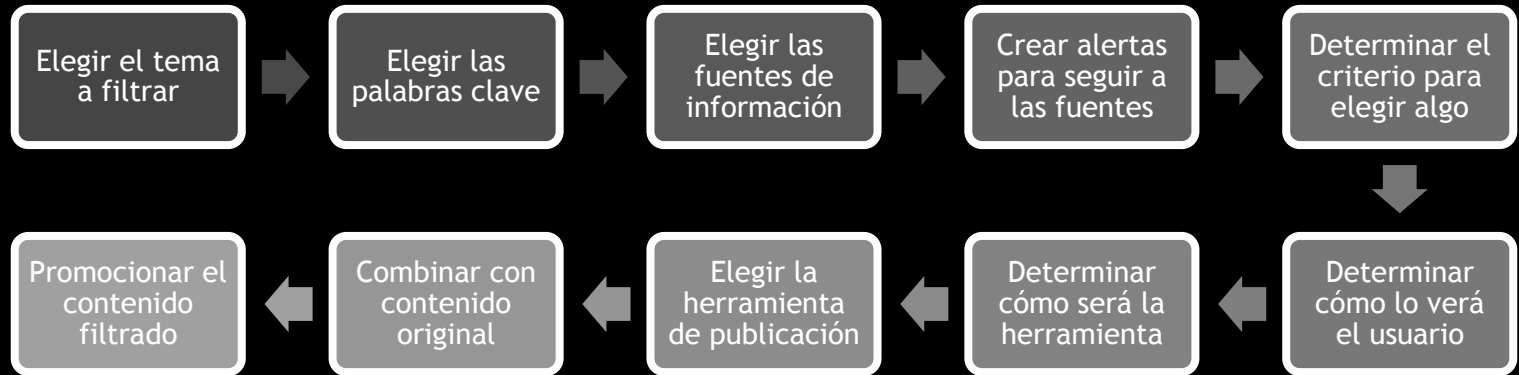 Elegir el tema
a filtrar
Elegir las
palabras clave
Elegir las
fuentes de
información
Crear alertas
para seguir a
las fuentes
Determinar el
criterio para
elegir algo
Determinar
cómo lo verá
el usuario
Determinar
cómo será la
herramienta
Elegir la
herramienta
de publicación
Combinar con
contenido
original
Promocionar el
contenido
filtrado